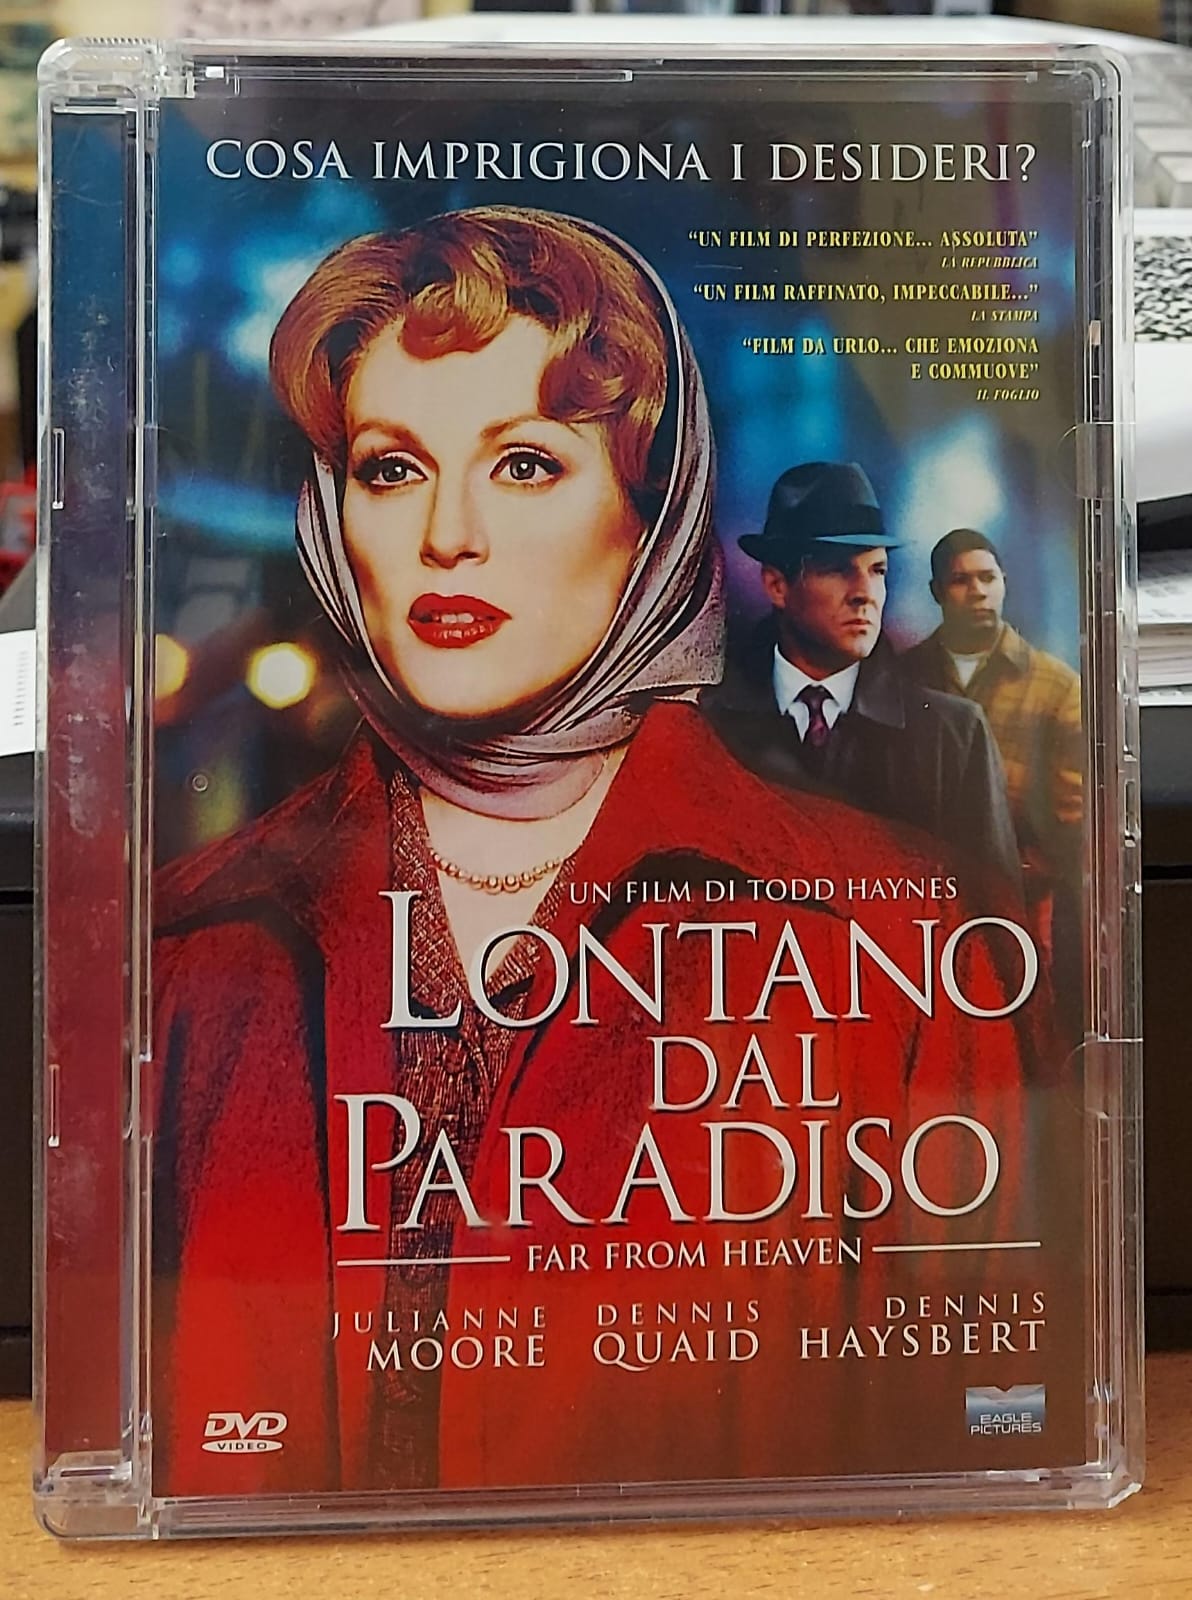 COSA IMPRIGIONA I DESIDERI?
“UN FILM DI PERFEZIONE... ASSOLUTA”
LA REPUBBLICA
“UN FILM RAFFINATO, IMPECCABILE...”
LA STAMPA
“FILM DA URLO... CHE EMOZIONA
E COMMUOVE”
IL FOGLIO
UN FILM DI TODD HAYNES
LONTANO
DAL
PARADISO
FAR FROM HEAVEN
JULIANNE MOORE
DENNIS QUAID
DENNIS HAYSBERT
DVD
VIDEO
EAGLE
PICTURES